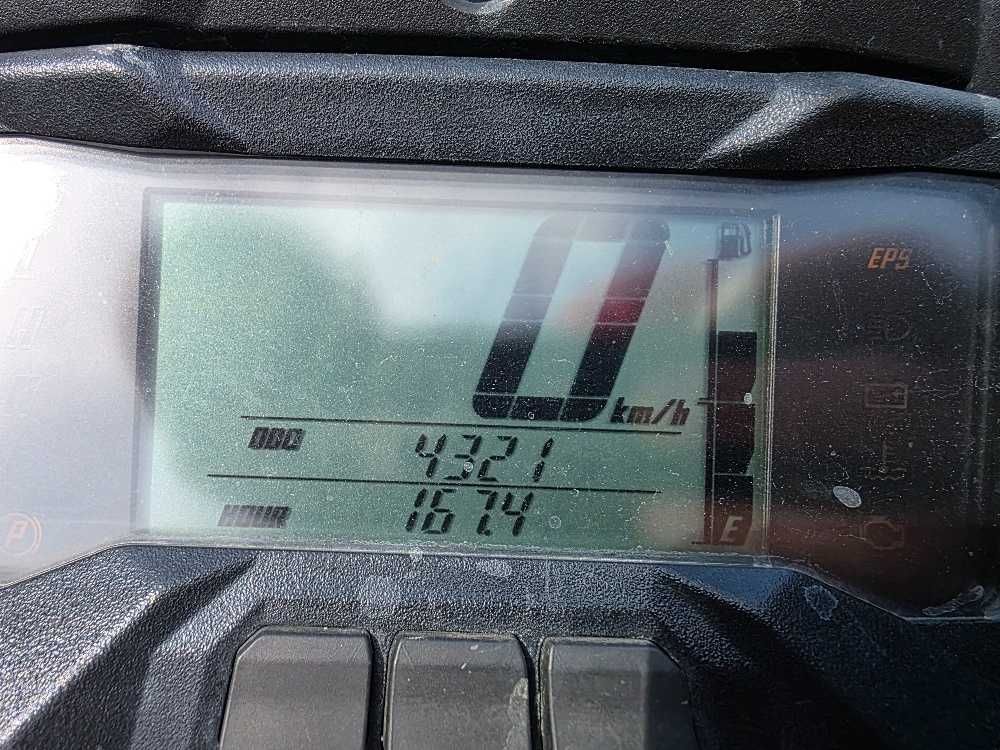 0 km/h
EPS
ODO 4321
HOUR 167.4
E
P